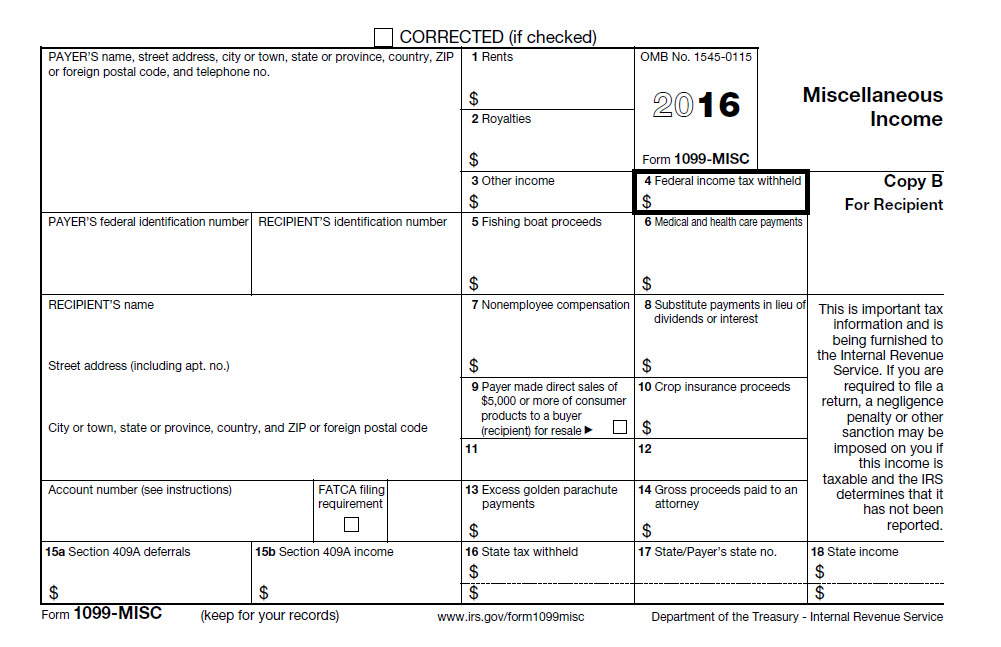 CORRECTED (if checked)
PAYER'S name, street address, city or town, state or province, country, ZIP
or foreign postal code, and telephone no.
1 Rents
$
OMB No. 1545-0115
2016
Form 1099-MISC
Miscellaneous
Income
2 Royalties
$
3 Other income
$
4 Federal income tax withheld
$
Copy B
For Recipient
PAYER'S federal identification number
RECIPIENT'S identification number
5 Fishing boat proceeds
$
6 Medical and health care payments
$
RECIPIENT'S name
7 Nonemployee compensation
$
8 Substitute payments in lieu of
dividends or interest
$
This is important tax
information and is
being furnished to
the Internal Revenue
Service. If you are
required to file a
return, a negligence
penalty or other
sanction may be
imposed on you if
this income is
taxable and the IRS
determines that it
has not been
reported.
Street address (including apt. no.)
9 Payer made direct sales of
$5,000 or more of consumer
products to a buyer
(recipient) for resale ▶
10 Crop insurance proceeds
$
City or town, state or province, country, and ZIP or foreign postal code
11
12
Account number (see instructions)
FATCA filing
requirement
13 Excess golden parachute
payments
$
14 Gross proceeds paid to an
attorney
$
15a Section 409A deferrals
$
15b Section 409A income
$
16 State tax withheld
$
$
17 State/Payer's state no.
18 State income
$
$
Form 1099-MISC
(keep for your records)
www.irs.gov/form1099misc
Department of the Treasury - Internal Revenue Service